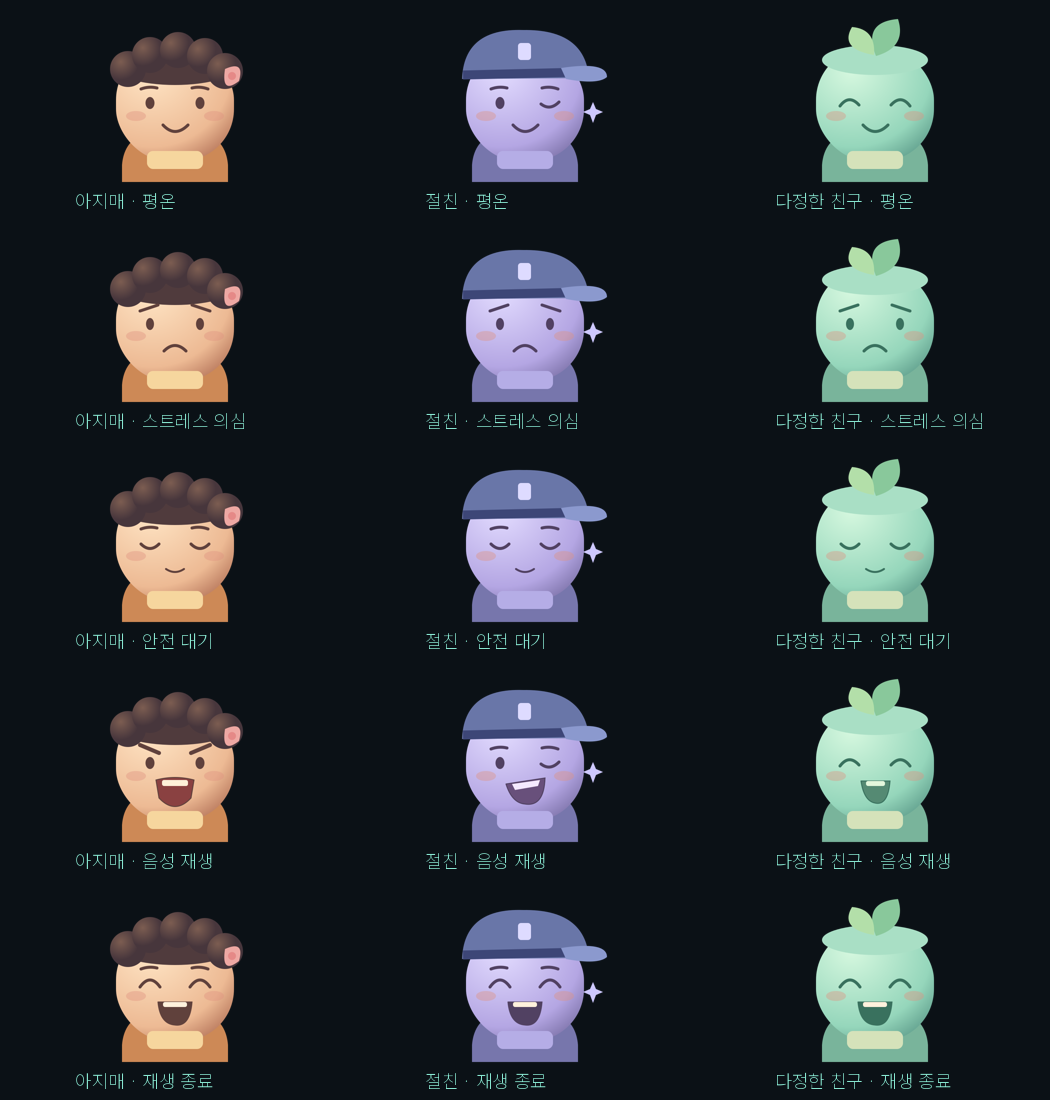 아지매 · 평온
절친 · 평온
다정한 친구 · 평온
아지매 · 스트레스 의심
절친 · 스트레스 의심
다정한 친구 · 스트레스 의심
아지매 · 안전 대기
절친 · 안전 대기
다정한 친구 · 안전 대기
아지매 · 음성 재생
절친 · 음성 재생
다정한 친구 · 음성 재생
아지매 · 재생 종료
절친 · 재생 종료
다정한 친구 · 재생 종료